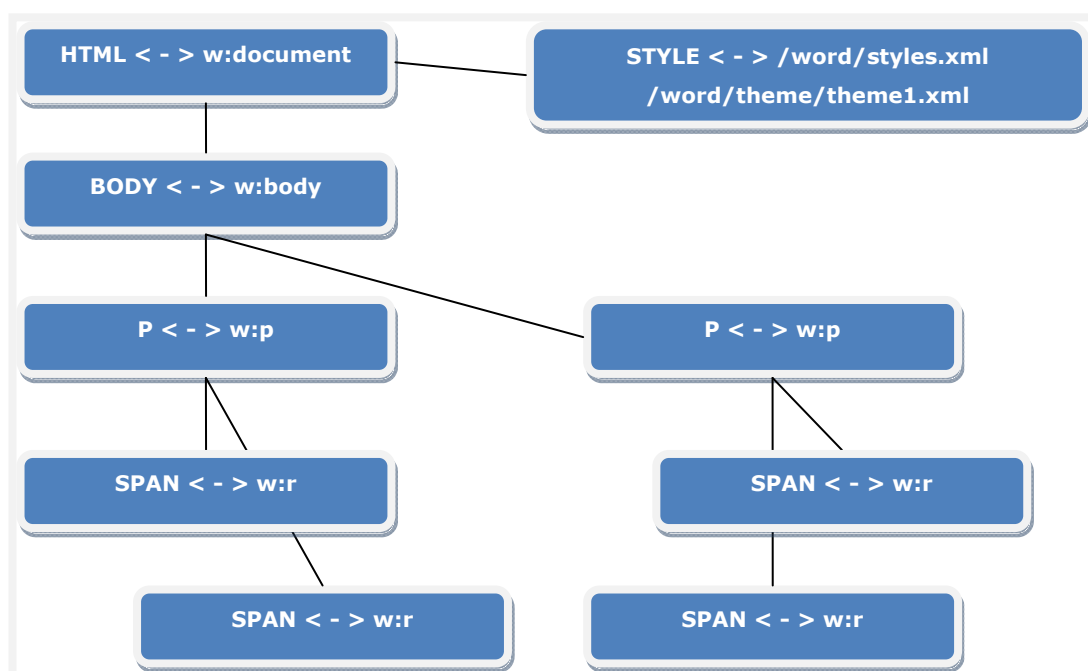 HTML < - > w:document
STYLE < - > /word/styles.xml
/word/theme/theme1.xml
BODY < - > w:body
P < - > w:p
P < - > w:p
SPAN < - > w:r
SPAN < - > w:r
SPAN < - > w:r
SPAN < - > w:r